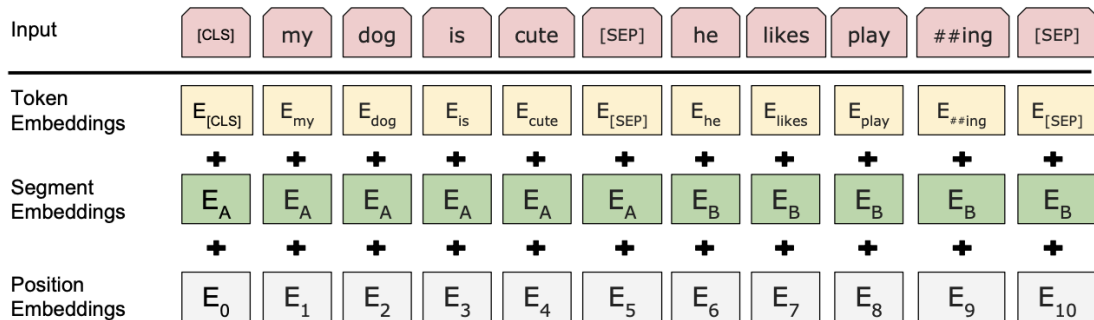 Input [CLS] my dog is cute [SEP] he likes play ##ing [SEP]
Token
Embeddings E[CLS] Emy Edog Eis Ecute E[SEP] Ehe Elikes Eplay E##ing E[SEP]
+ + + + + + + + + + +
Segment
Embeddings EA EA EA EA EA EA EB EB EB EB EB
+ + + + + + + + + + +
Position
Embeddings E0 E1 E2 E3 E4 E5 E6 E7 E8 E9 E10